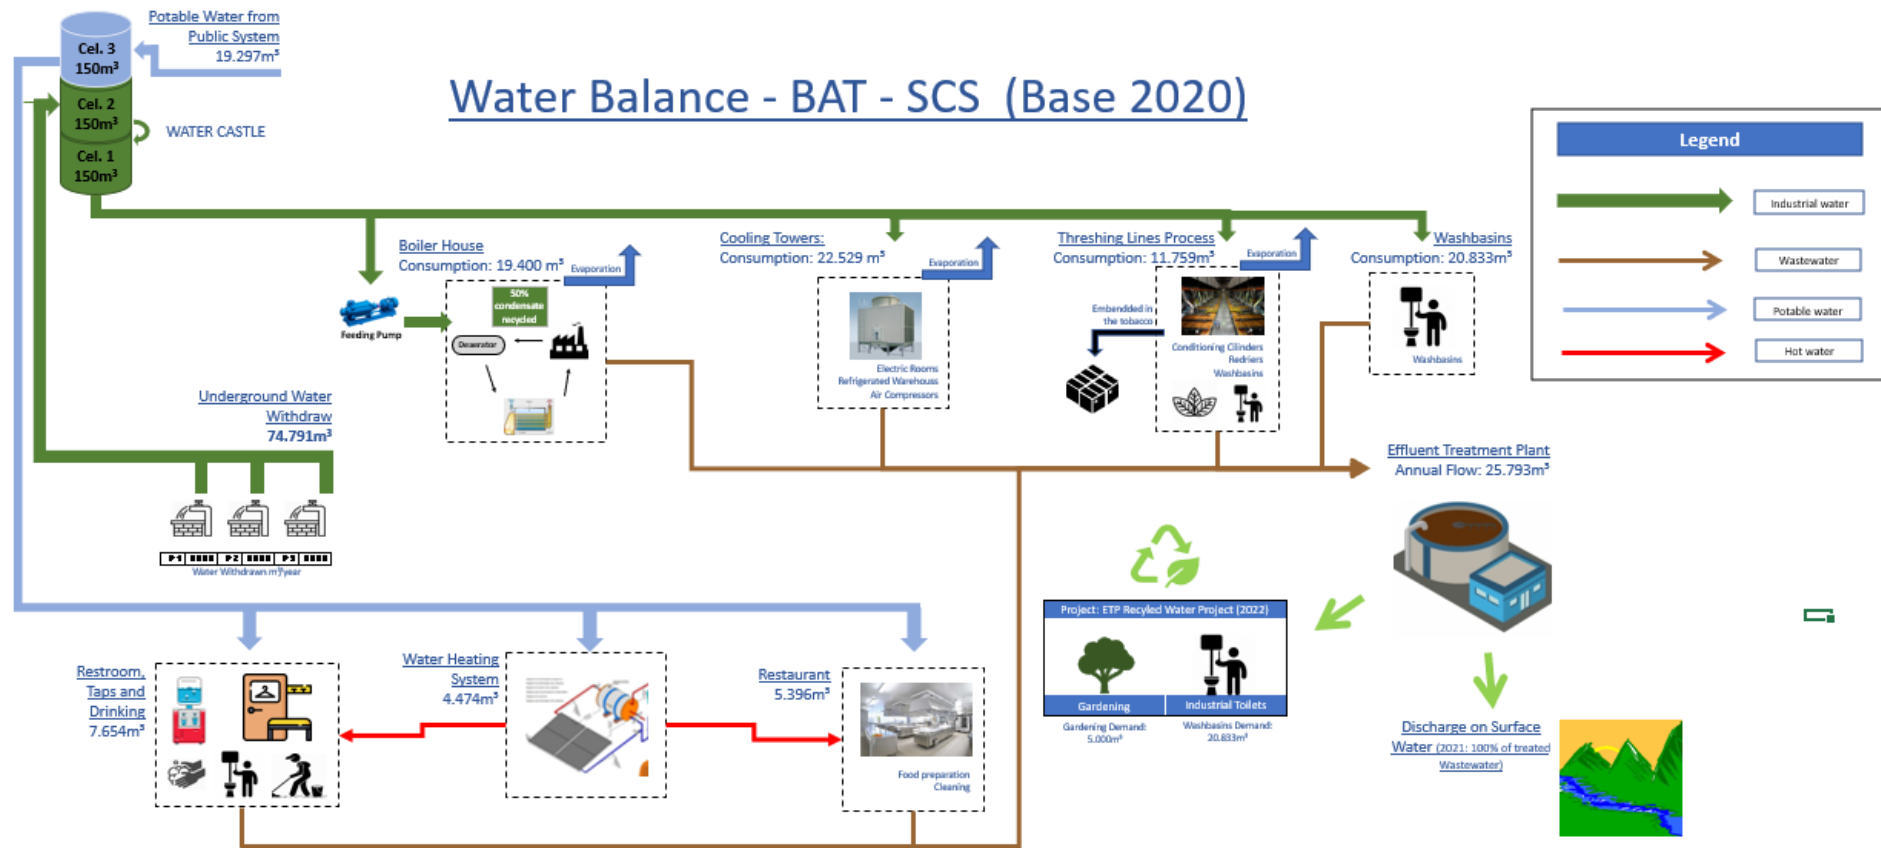 Water Balance - BAT - SCS (Base 2020)
Potable Water from
Public System
19.297m³
Cel. 3
150m³
Cel. 2
150m³
Cel. 1
150m³
WATER CASTLE
Legend
Industrial water
Wastewater
Potable water
Hot water
Boiler House
Consumption: 19.400 m³
Evaporation
50%
condensate
recycled
Deaerator
Feeding Pump
Cooling Towers:
Consumption: 22.529 m³
Evaporation
Electric Rooms
Refrigerated Warehouss
Air Compressors
Threshing Lines Process
Consumption: 11.759m³
Evaporation
Embendded in
the tobacco
Conditioning Cilinders
Redriers
Washbasins
Washbasins
Consumption: 20.833m³
Washbasins
Underground Water
Withdraw
74.791m³
P1
P2
P3
Water Withdrawn m³/year
Effluent Treatment Plant
Annual Flow: 25.793m³
Project: ETP Recyled Water Project (2022)
Gardening
Industrial Toilets
Gardening Demand:
5.000m³
Washbasins Demand:
20.833m³
Discharge on Surface
Water (2021: 100% of treated
Wastewater)
Restroom,
Taps and
Drinking
7.654m³
Water Heating
System
4.474m³
Restaurant
5.396m³
Food preparation
Cleaning